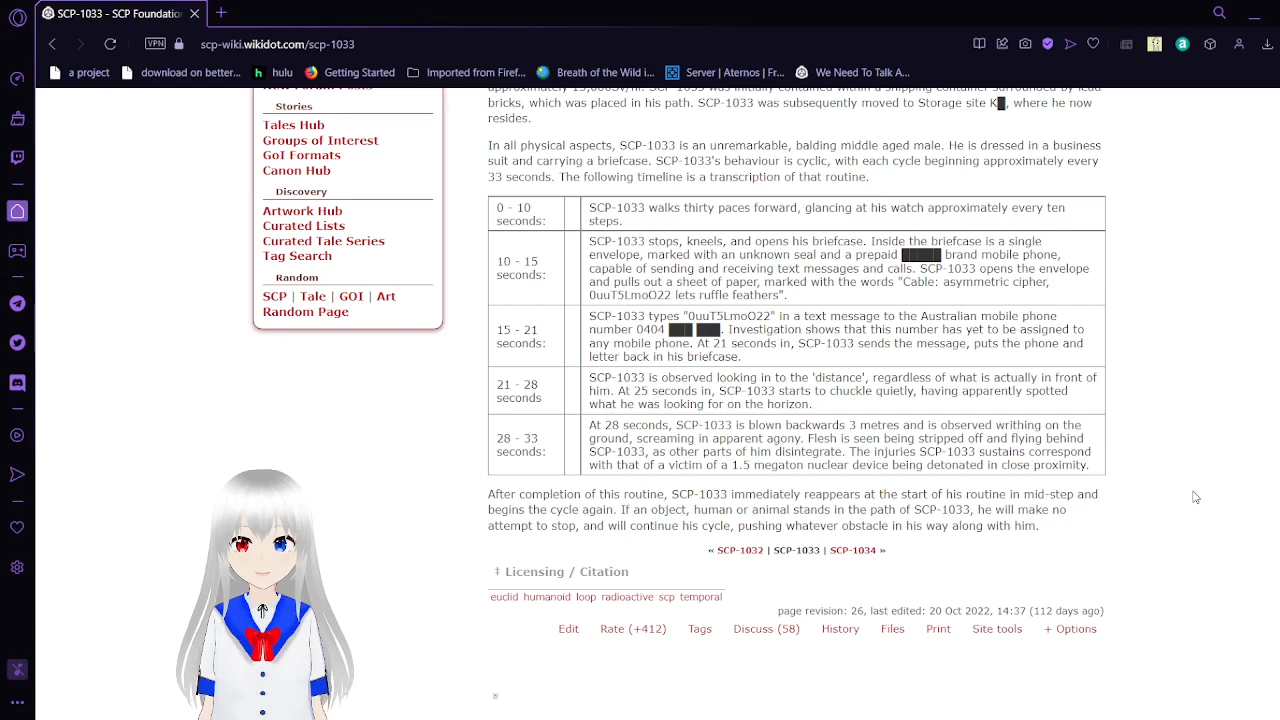 SCP-1033 - SCP Foundation
VPN
scp-wiki.wikidot.com/scp-1033
a project
download on better...
hulu
Getting Started
Imported from Firef...
Breath of the Wild i...
Server | Aternos | Fr...
We Need To Talk A...
New Forum Posts
Stories
Tales Hub
Groups of Interest
GoI Formats
Canon Hub
Discovery
Artwork Hub
Curated Lists
Curated Tale Series
Tag Search
Random
SCP | Tale | GOI | Art
Random Page
approximately 15,000Sv/hr. SCP-1033 was initially contained within a shipping container surrounded by lead
bricks, which was placed in his path. SCP-1033 was subsequently moved to Storage site K█, where he now
resides.
In all physical aspects, SCP-1033 is an unremarkable, balding middle aged male. He is dressed in a business
suit and carrying a briefcase. SCP-1033's behaviour is cyclic, with each cycle beginning approximately every
33 seconds. The following timeline is a transcription of that routine.
0 - 10
seconds:
SCP-1033 walks thirty paces forward, glancing at his watch approximately every ten
steps.
10 - 15
seconds:
SCP-1033 stops, kneels, and opens his briefcase. Inside the briefcase is a single
envelope, marked with an unknown seal and a prepaid █████ brand mobile phone,
capable of sending and receiving text messages and calls. SCP-1033 opens the envelope
and pulls out a sheet of paper, marked with the words "Cable: asymmetric cipher,
0uuT5LmoO22 lets ruffle feathers".
15 - 21
seconds:
SCP-1033 types "0uuT5LmoO22" in a text message to the Australian mobile phone
number 0404 ███ ███. Investigation shows that this number has yet to be assigned to
any mobile phone. At 21 seconds in, SCP-1033 sends the message, puts the phone and
letter back in his briefcase.
21 - 28
seconds
SCP-1033 is observed looking in to the 'distance', regardless of what is actually in front of
him. At 25 seconds in, SCP-1033 starts to chuckle quietly, having apparently spotted
what he was looking for on the horizon.
28 - 33
seconds:
At 28 seconds, SCP-1033 is blown backwards 3 metres and is observed writhing on the
ground, screaming in apparent agony. Flesh is seen being stripped off and flying behind
SCP-1033, as other parts of him disintegrate. The injuries SCP-1033 sustains correspond
with that of a victim of a 1.5 megaton nuclear device being detonated in close proximity.
After completion of this routine, SCP-1033 immediately reappears at the start of his routine in mid-step and
begins the cycle again. If an object, human or animal stands in the path of SCP-1033, he will make no
attempt to stop, and will continue his cycle, pushing whatever obstacle in his way along with him.
« SCP-1032 | SCP-1033 | SCP-1034 »
‡ Licensing / Citation
euclid humanoid loop radioactive scp temporal
page revision: 26, last edited: 20 Oct 2022, 14:37 (112 days ago)
Edit Rate (+412) Tags Discuss (58) History Files Print Site tools + Options